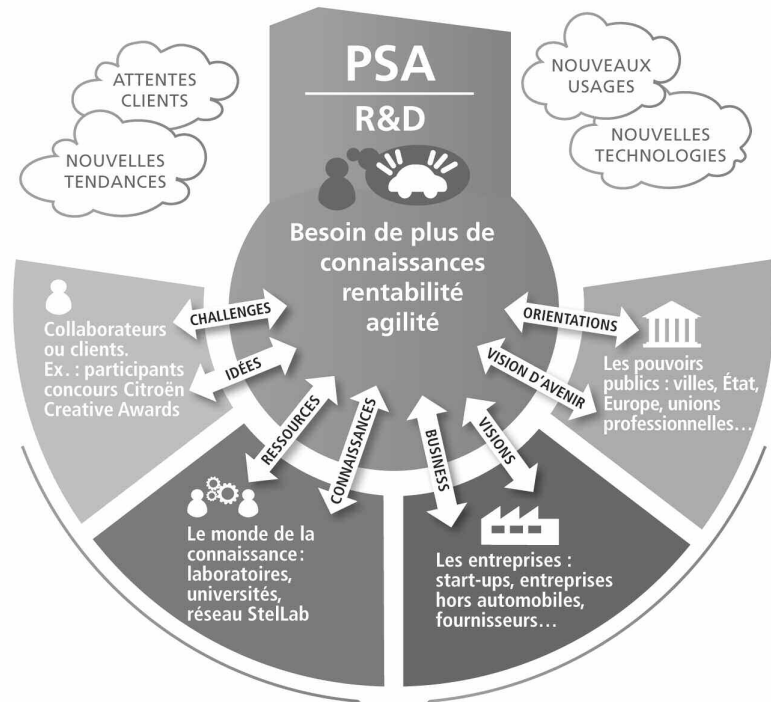 ATTENTES
CLIENTS
NOUVELLES
TENDANCES
PSA
R&D
NOUVEAUX
USAGES
NOUVELLES
TECHNOLOGIES
Besoin de plus de
connaissances
rentabilité
agilité
CHALLENGES
IDÉES
RESSOURCES
CONNAISSANCES
BUSINESS
VISIONS
VISION D'AVENIR
ORIENTATIONS
Collaborateurs
ou clients.
Ex. : participants
concours Citroën
Creative Awards
Le monde de la
connaissance :
laboratoires,
universités,
réseau StelLab
Les entreprises :
start-ups, entreprises
hors automobiles,
fournisseurs...
Les pouvoirs
publics : villes, État,
Europe, unions
professionnelles...